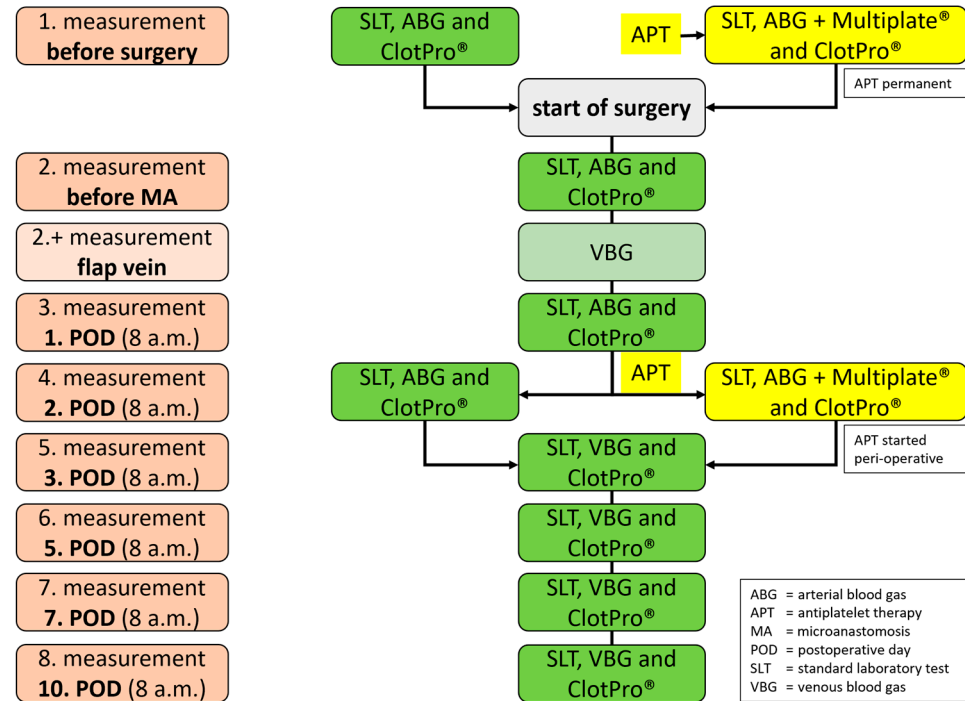 1. measurement
before surgery
SLT, ABG and
ClotPro®
APT
SLT, ABG + Multiplate®
and ClotPro®
APT permanent
start of surgery
2. measurement
before MA
SLT, ABG and
ClotPro®
2.+ measurement
flap vein
VBG
3. measurement
1. POD (8 a.m.)
SLT, ABG and
ClotPro®
4. measurement
2. POD (8 a.m.)
SLT, ABG and
ClotPro®
APT
SLT, ABG + Multiplate®
and ClotPro®
APT started
peri-operative
5. measurement
3. POD (8 a.m.)
SLT, VBG and
ClotPro®
6. measurement
5. POD (8 a.m.)
SLT, VBG and
ClotPro®
7. measurement
7. POD (8 a.m.)
SLT, VBG and
ClotPro®
8. measurement
10. POD (8 a.m.)
SLT, VBG and
ClotPro®
ABG = arterial blood gas
APT = antiplatelet therapy
MA = microanastomosis
POD = postoperative day
SLT = standard laboratory test
VBG = venous blood gas